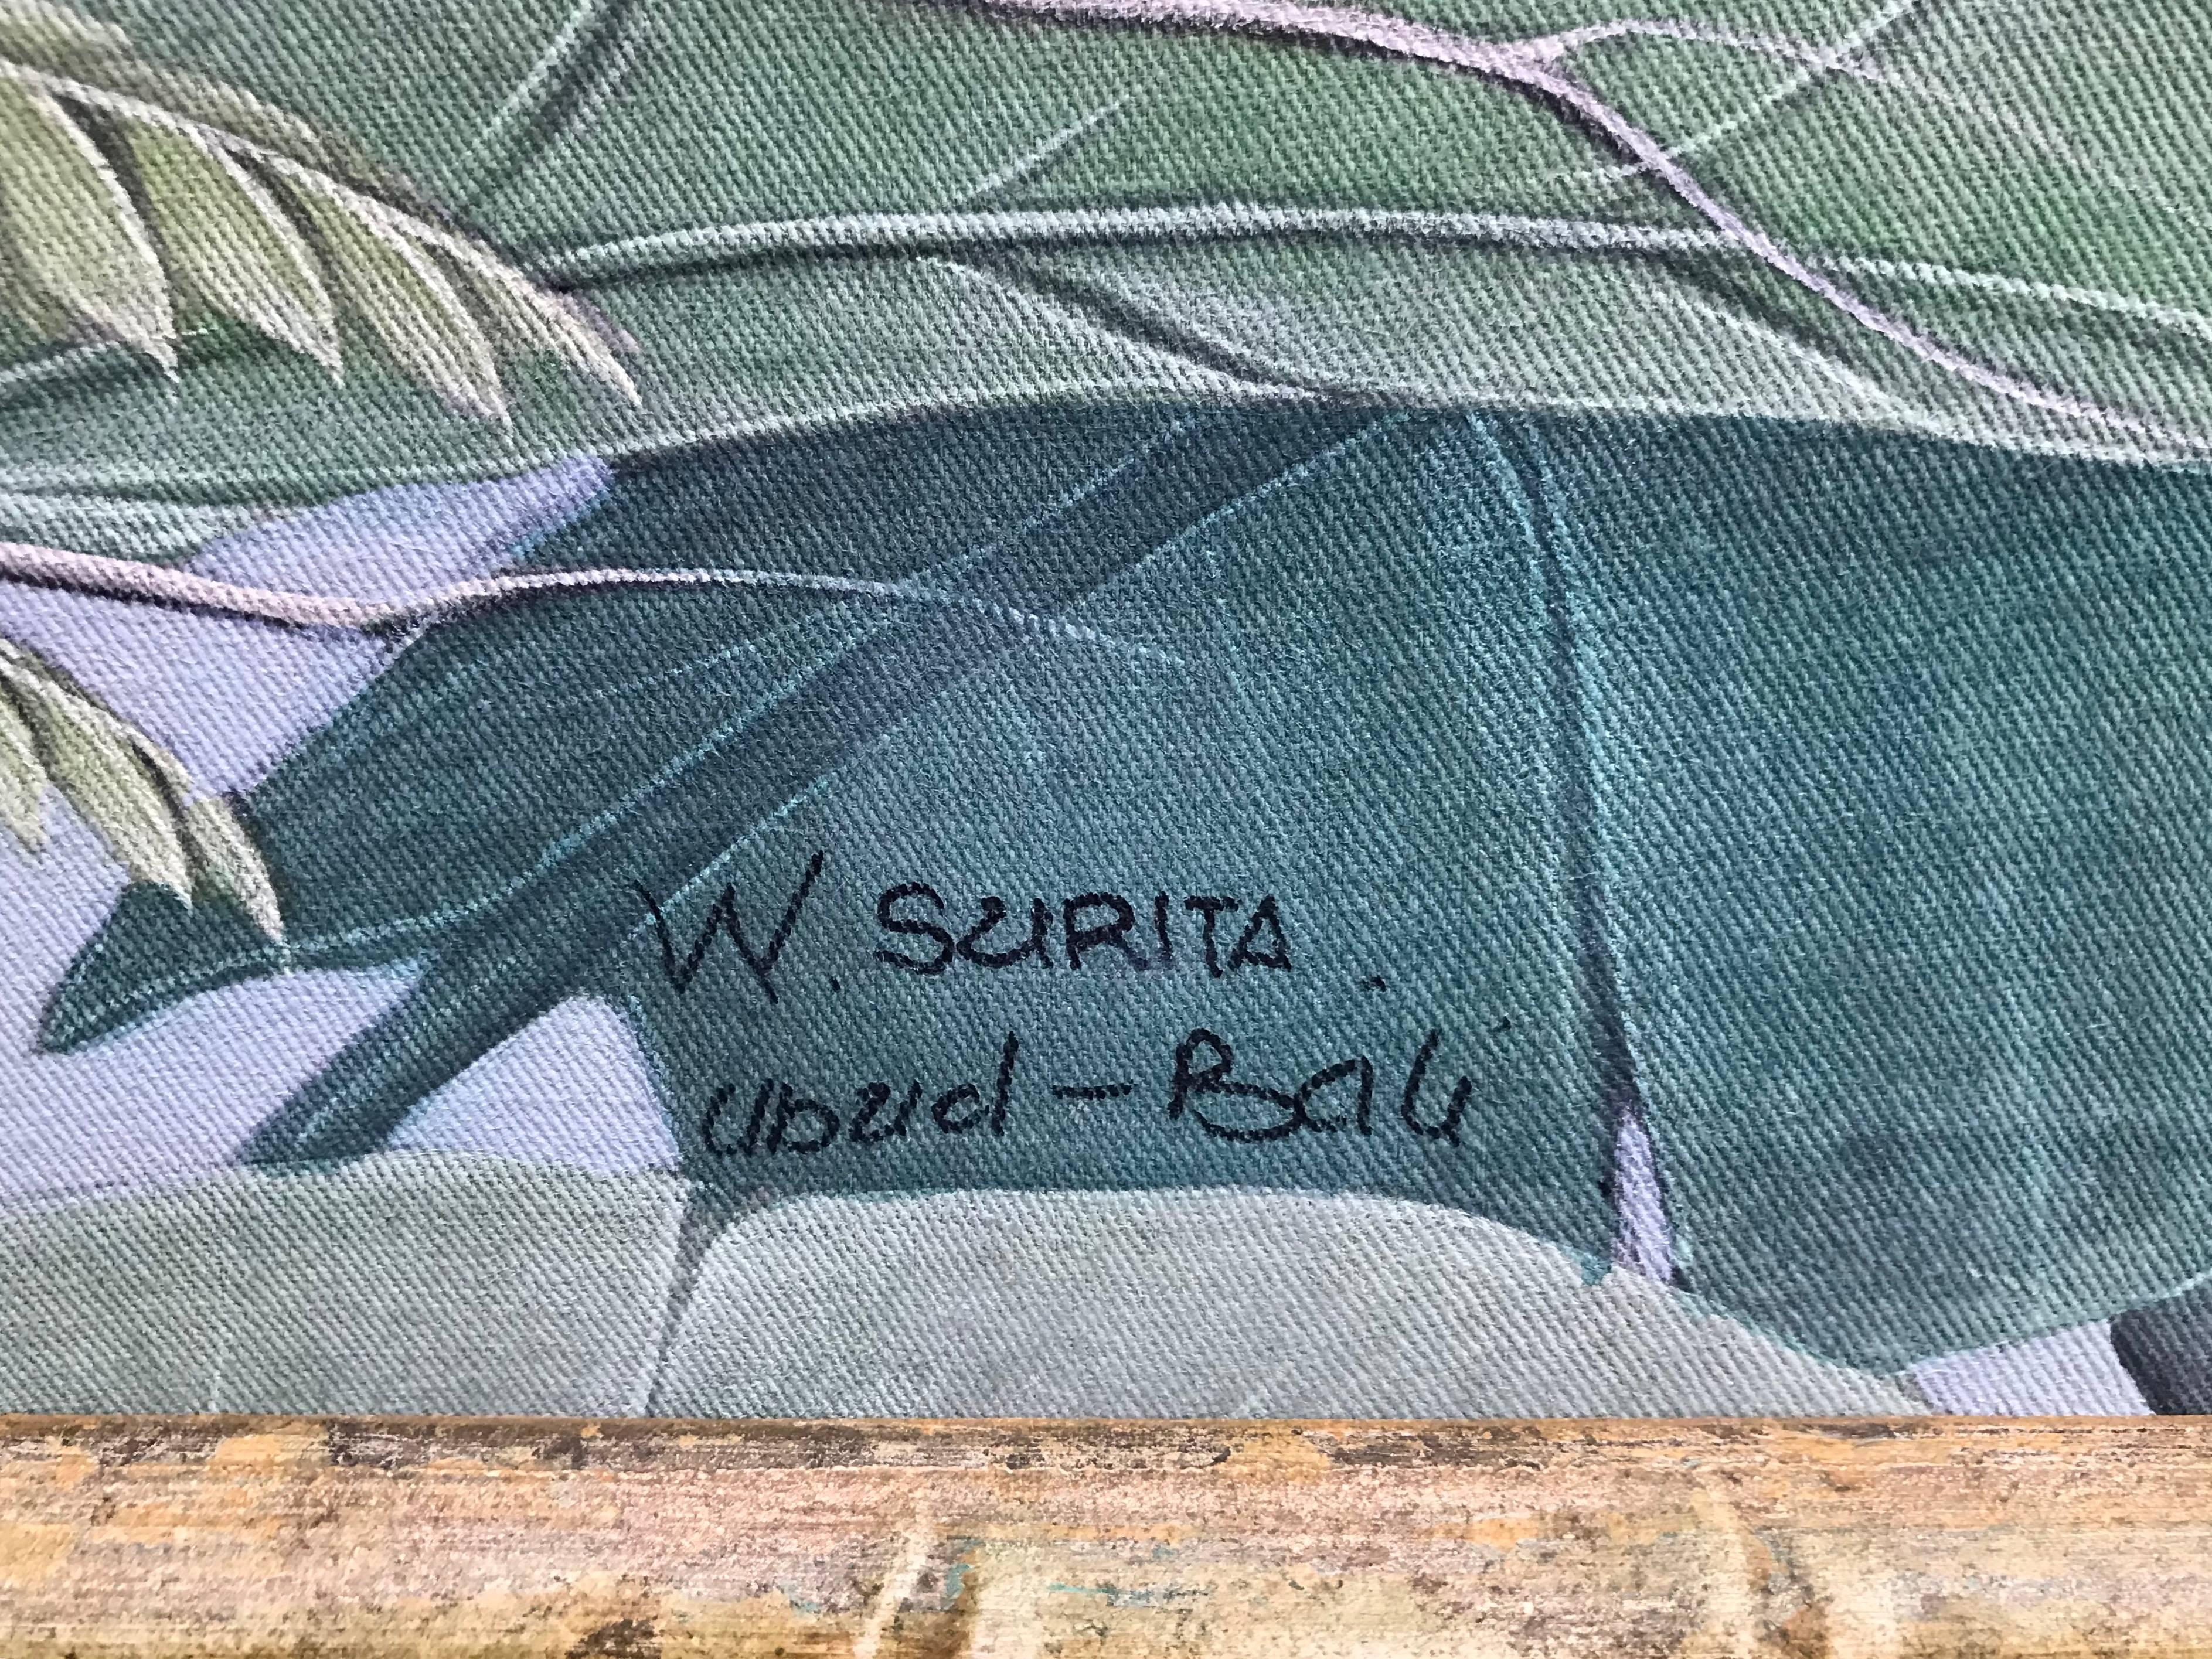 W. SURITA.
Ubud - Bali